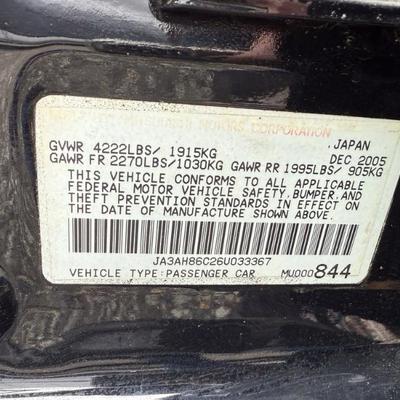 MOTORS CORPORATION
GVWR 4222LBS/ 1915KG JAPAN
GAWR FR 2270LBS/1030KG GAWR RR 1995LBS/ 905KG DEC 2005
THIS VEHICLE CONFORMS TO ALL APPLICABLE
FEDERAL MOTOR VEHICLE SAFETY, BUMPER, AND
THEFT PREVENTION STANDARDS IN EFFECT ON THE
DATE OF MANUFACTURE SHOWN ABOVE.
JA3AH86C26U033367
VEHICLE TYPE:PASSENGER CAR MU000844